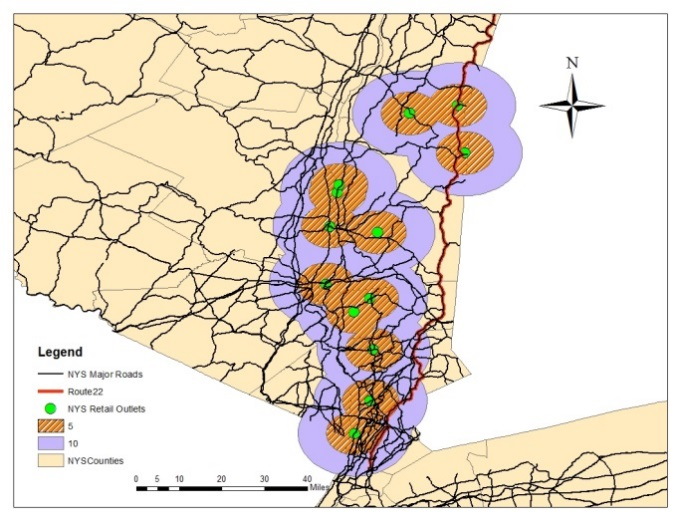 N
Legend
NYS Major Roads
Route22
NYS Retail Outlets
5
10
NYSCounties
0 5 10 20 30 40
Miles